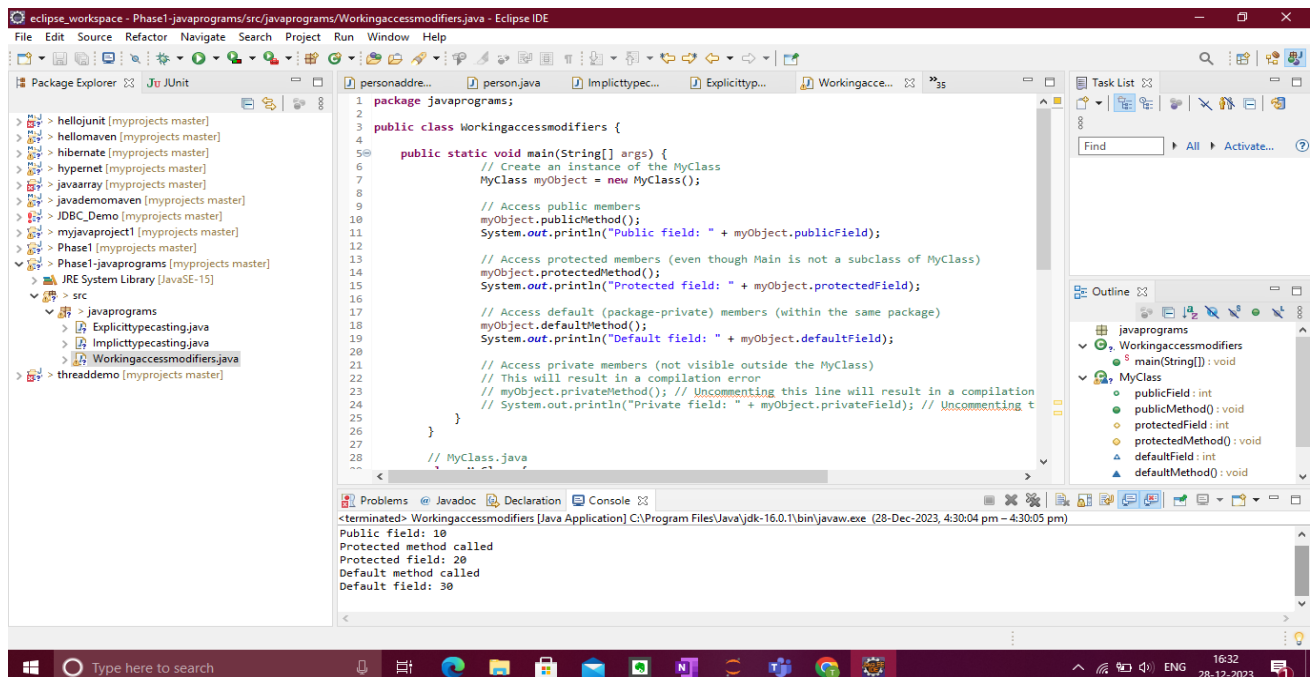 eclipse_workspace - Phase1-javaprograms/src/javaprograms/Workingaccessmodifiers.java - Eclipse IDE
File Edit Source Refactor Navigate Search Project Run Window Help
Package Explorer JUnit
> hellojunit [myprojects master]
> hellomaven [myprojects master]
> hibernate [myprojects master]
> hypernet [myprojects master]
> javaarray [myprojects master]
> javademomaven [myprojects master]
> JDBC_Demo [myprojects master]
> myjavaproject1 [myprojects master]
> Phase1 [myprojects master]
> Phase1-javaprograms [myprojects master]
JRE System Library [JavaSE-15]
> src
> javaprograms
Explicittypecasting.java
Implicttypecasting.java
Workingaccessmodifiers.java
> threaddemo [myprojects master]
personaddre... person.java Implicttypec... Explicittyp... Workingacce... »35
1 package javaprograms;
2
3 public class Workingaccessmodifiers {
4
5 public static void main(String[] args) {
6 // Create an instance of the MyClass
7 MyClass myObject = new MyClass();
8
9 // Access public members
10 myObject.publicMethod();
11 System.out.println("Public field: " + myObject.publicField);
12
13 // Access protected members (even though Main is not a subclass of MyClass)
14 myObject.protectedMethod();
15 System.out.println("Protected field: " + myObject.protectedField);
16
17 // Access default (package-private) members (within the same package)
18 myObject.defaultMethod();
19 System.out.println("Default field: " + myObject.defaultField);
20
21 // Access private members (not visible outside the MyClass)
22 // This will result in a compilation error
23 // myObject.privateMethod(); // Uncommenting this line will result in a compilation
24 // System.out.println("Private field: " + myObject.privateField); // Uncommenting t
25 }
26 }
27
28 // MyClass.java
Task List
Find All Activate...
Outline
javaprograms
Workingaccessmodifiers
main(String[]) : void
MyClass
publicField : int
publicMethod() : void
protectedField : int
protectedMethod() : void
defaultField : int
defaultMethod() : void
Problems @ Javadoc Declaration Console
<terminated> Workingaccessmodifiers [Java Application] C:\Program Files\Java\jdk-16.0.1\bin\javaw.exe (28-Dec-2023, 4:30:04 pm – 4:30:05 pm)
Public field: 10
Protected method called
Protected field: 20
Default method called
Default field: 30
Type here to search
ENG
16:32
28-12-2023